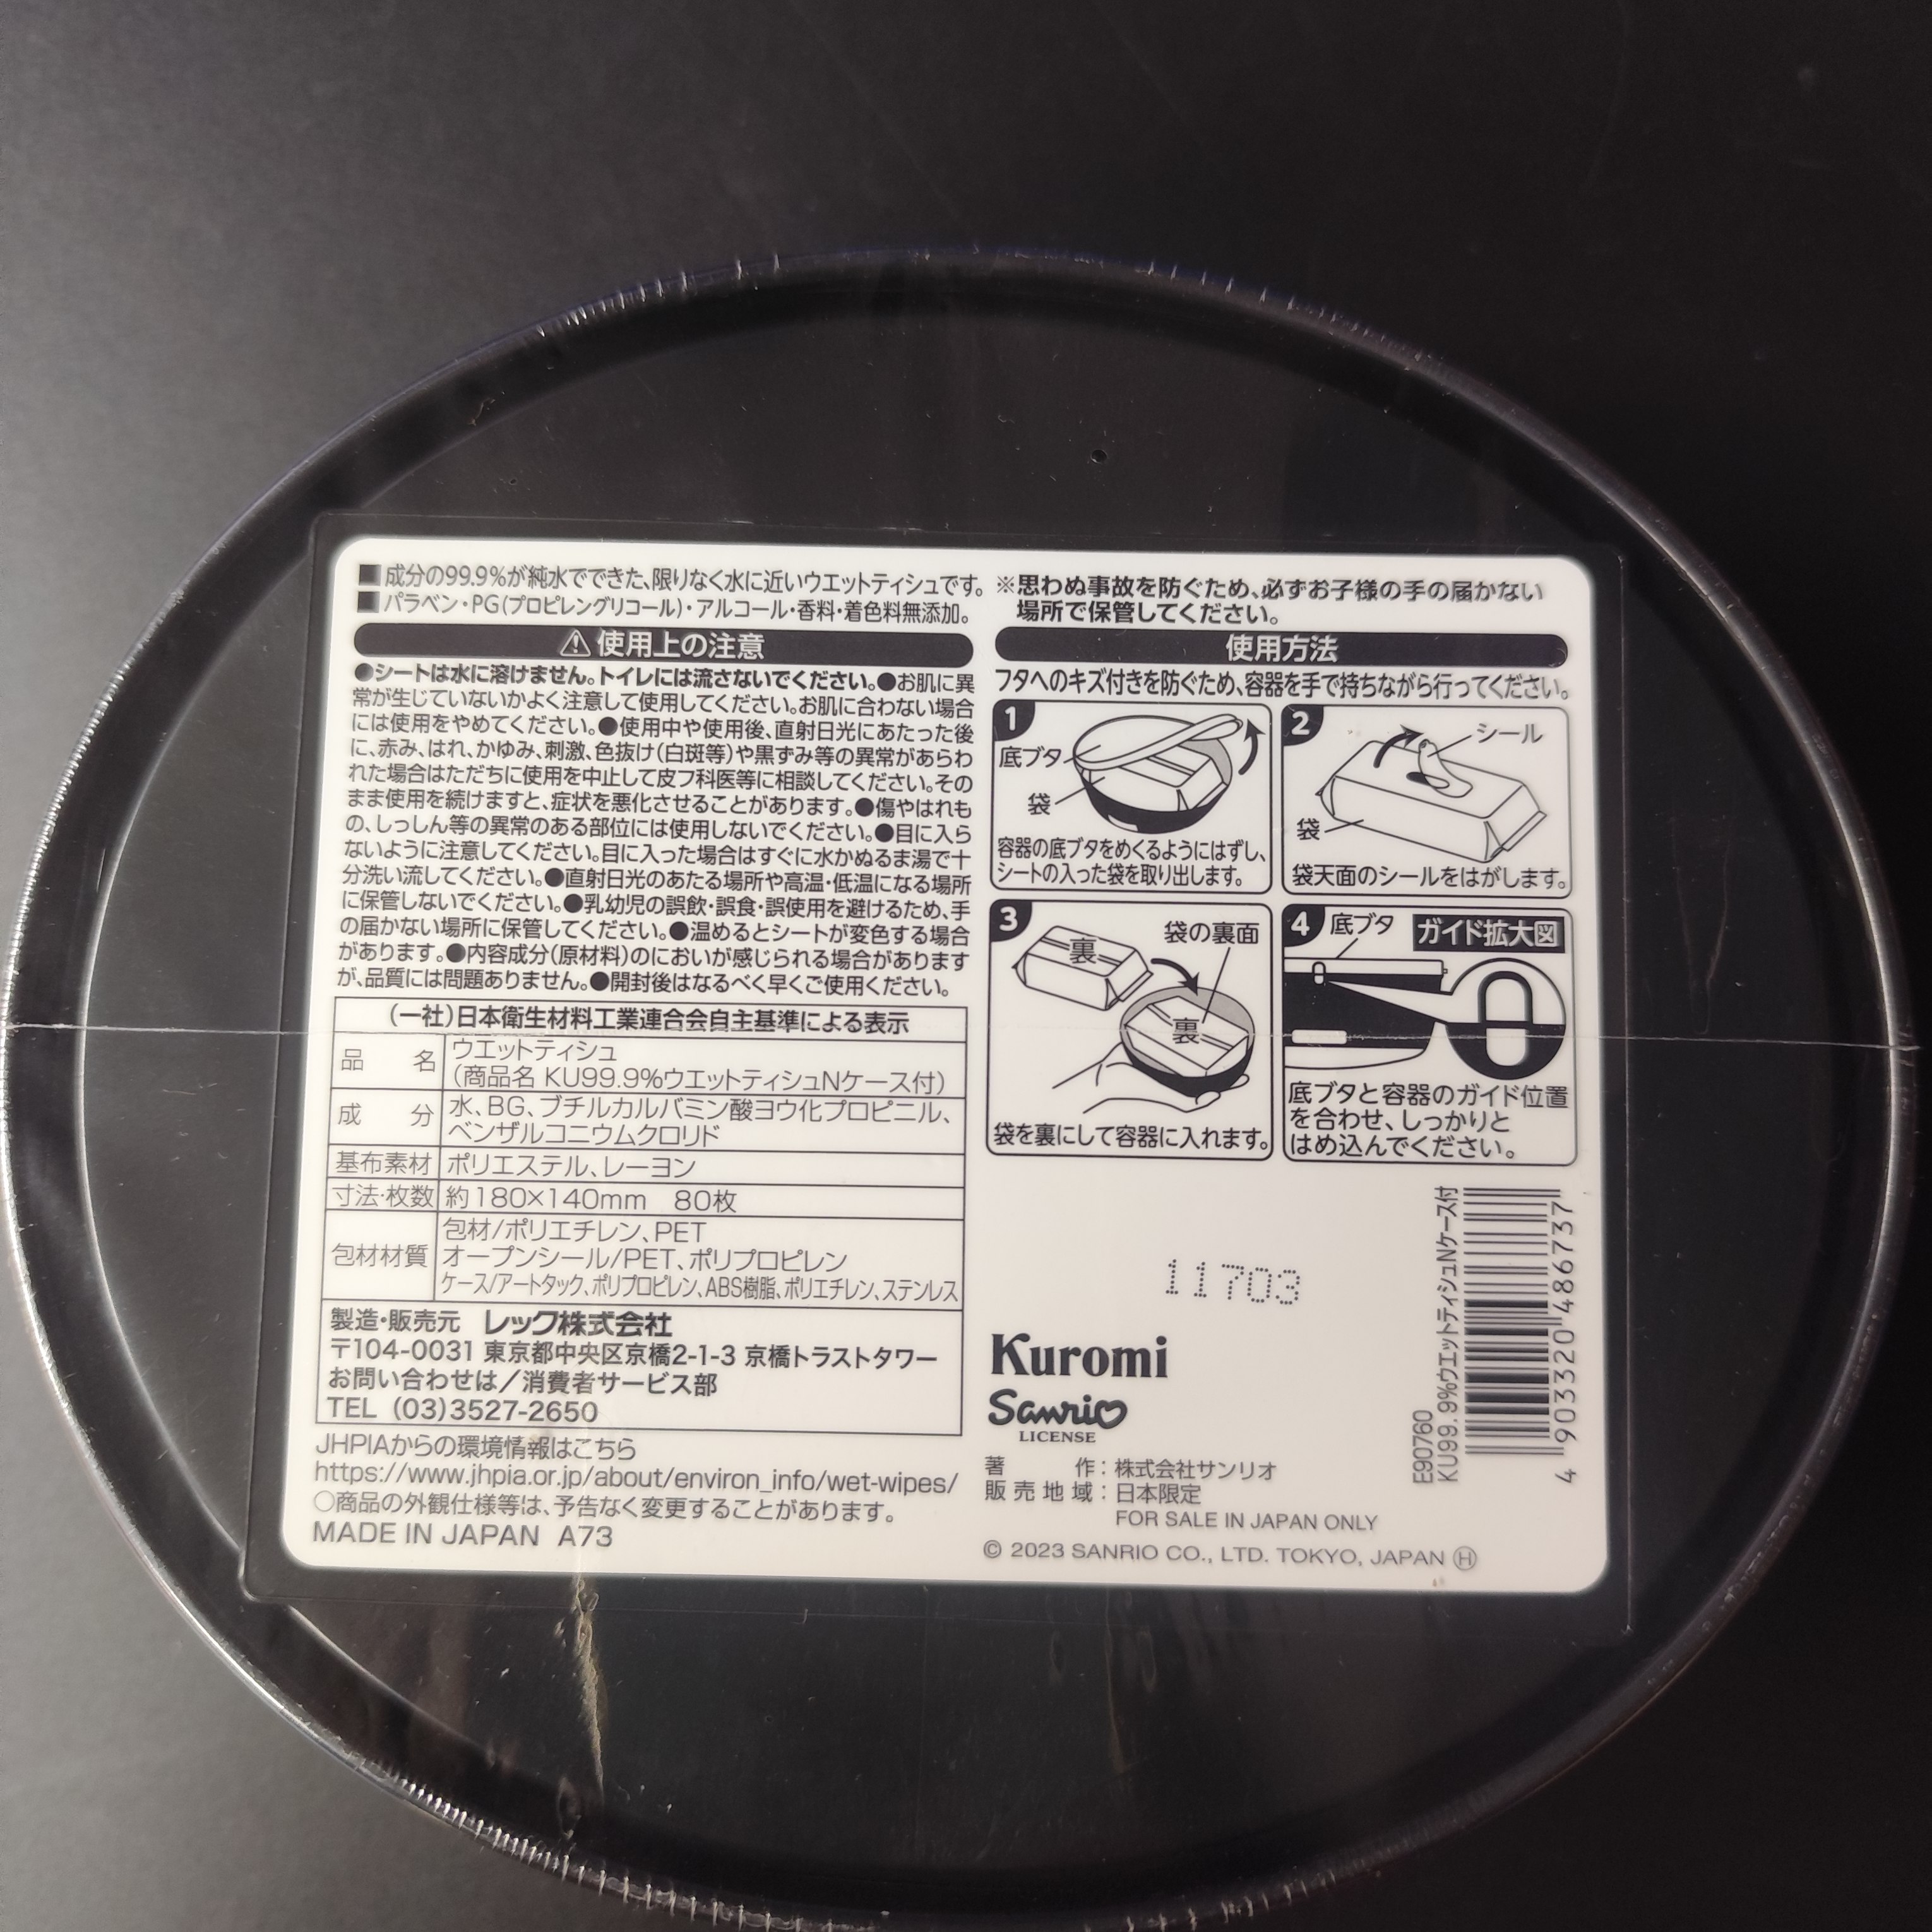 ■成分の99.9%が純水でできた、限りなく水に近いウエットティシュです。
■パラベン・PG(プロピレングリコール)・アルコール・香料・着色料無添加。
⚠使用上の注意
●シートは水に溶けません。トイレには流さないでください。●お肌に異
常が生じていないかよく注意して使用してください。お肌に合わない場合
には使用をやめてください。●使用中や使用後、直射日光にあたった後
に、赤み、はれ、かゆみ、刺激、色抜け(白斑等)や黒ずみ等の異常があらわ
れた場合はただちに使用を中止して皮フ科医等に相談してください。その
まま使用を続けますと、症状を悪化させることがあります。●傷やはれも
の、しっしん等の異常のある部位には使用しないでください。●目に入ら
ないように注意してください。目に入った場合はすぐに水かぬるま湯で十
分洗い流してください。●直射日光のあたる場所や高温・低温になる場所
に保管しないでください。●乳幼児の誤飲・誤食・誤使用を避けるため、手
の届かない場所に保管してください。●温めるとシートが変色する場合
があります。●内容成分(原材料)のにおいが感じられる場合があります
が、品質には問題ありません。●開封後はなるべく早くご使用ください。
(一社)日本衛生材料工業連合会自主基準による表示
品名 ウエットティシュ
(商品名 KU99.9%ウエットティシュNケース付)
成分 水、BG、ブチルカルバミン酸ヨウ化プロピニル、
ベンザルコニウムクロリド
基布素材 ポリエステル、レーヨン
寸法・枚数 約180×140mm 80枚
包材材質 包材/ポリエチレン、PET
オープンシール/PET、ポリプロピレン
ケース/アートタック、ポリプロピレン、ABS樹脂、ポリエチレン、ステンレス
製造・販売元 レック株式会社
〒104-0031 東京都中央区京橋2-1-3 京橋トラストタワー
お問い合わせは/消費者サービス部
TEL (03)3527-2650
JHPIAからの環境情報はこちら
https://www.jhpia.or.jp/about/environ_info/wet-wipes/
○商品の外観仕様等は、予告なく変更することがあります。
MADE IN JAPAN A73
※思わぬ事故を防ぐため、必ずお子様の手の届かない
場所で保管してください。
使用方法
フタへのキズ付きを防ぐため、容器を手で持ちながら行ってください。
1
底ブタ
袋
容器の底ブタをめくるようにはずし、
シートの入った袋を取り出します。
2
シール
袋
袋天面のシールをはがします。
3
裏
袋の裏面
裏
袋を裏にして容器に入れます。
4
底ブタ
ガイド拡大図
底ブタと容器のガイド位置
を合わせ、しっかりと
はめ込んでください。
11703
Kuromi
Sanrio
LICENSE
著作:株式会社サンリオ
販売地域:日本限定
FOR SALE IN JAPAN ONLY
© 2023 SANRIO CO., LTD. TOKYO, JAPAN Ⓗ
E90760
KU99.9%ウエットティシュNケース付
4 903320 486737